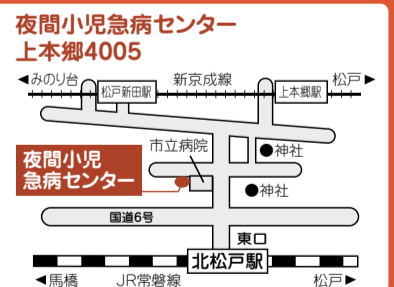 夜間小児急病センター
上本郷4005
◀みのり台
新京成線
松戸▶
松戸新田駅
上本郷駅
市立病院
●神社
夜間小児
急病センター
●神社
国道6号
東口
北松戸駅
◀馬橋
JR常磐線
松戸▶